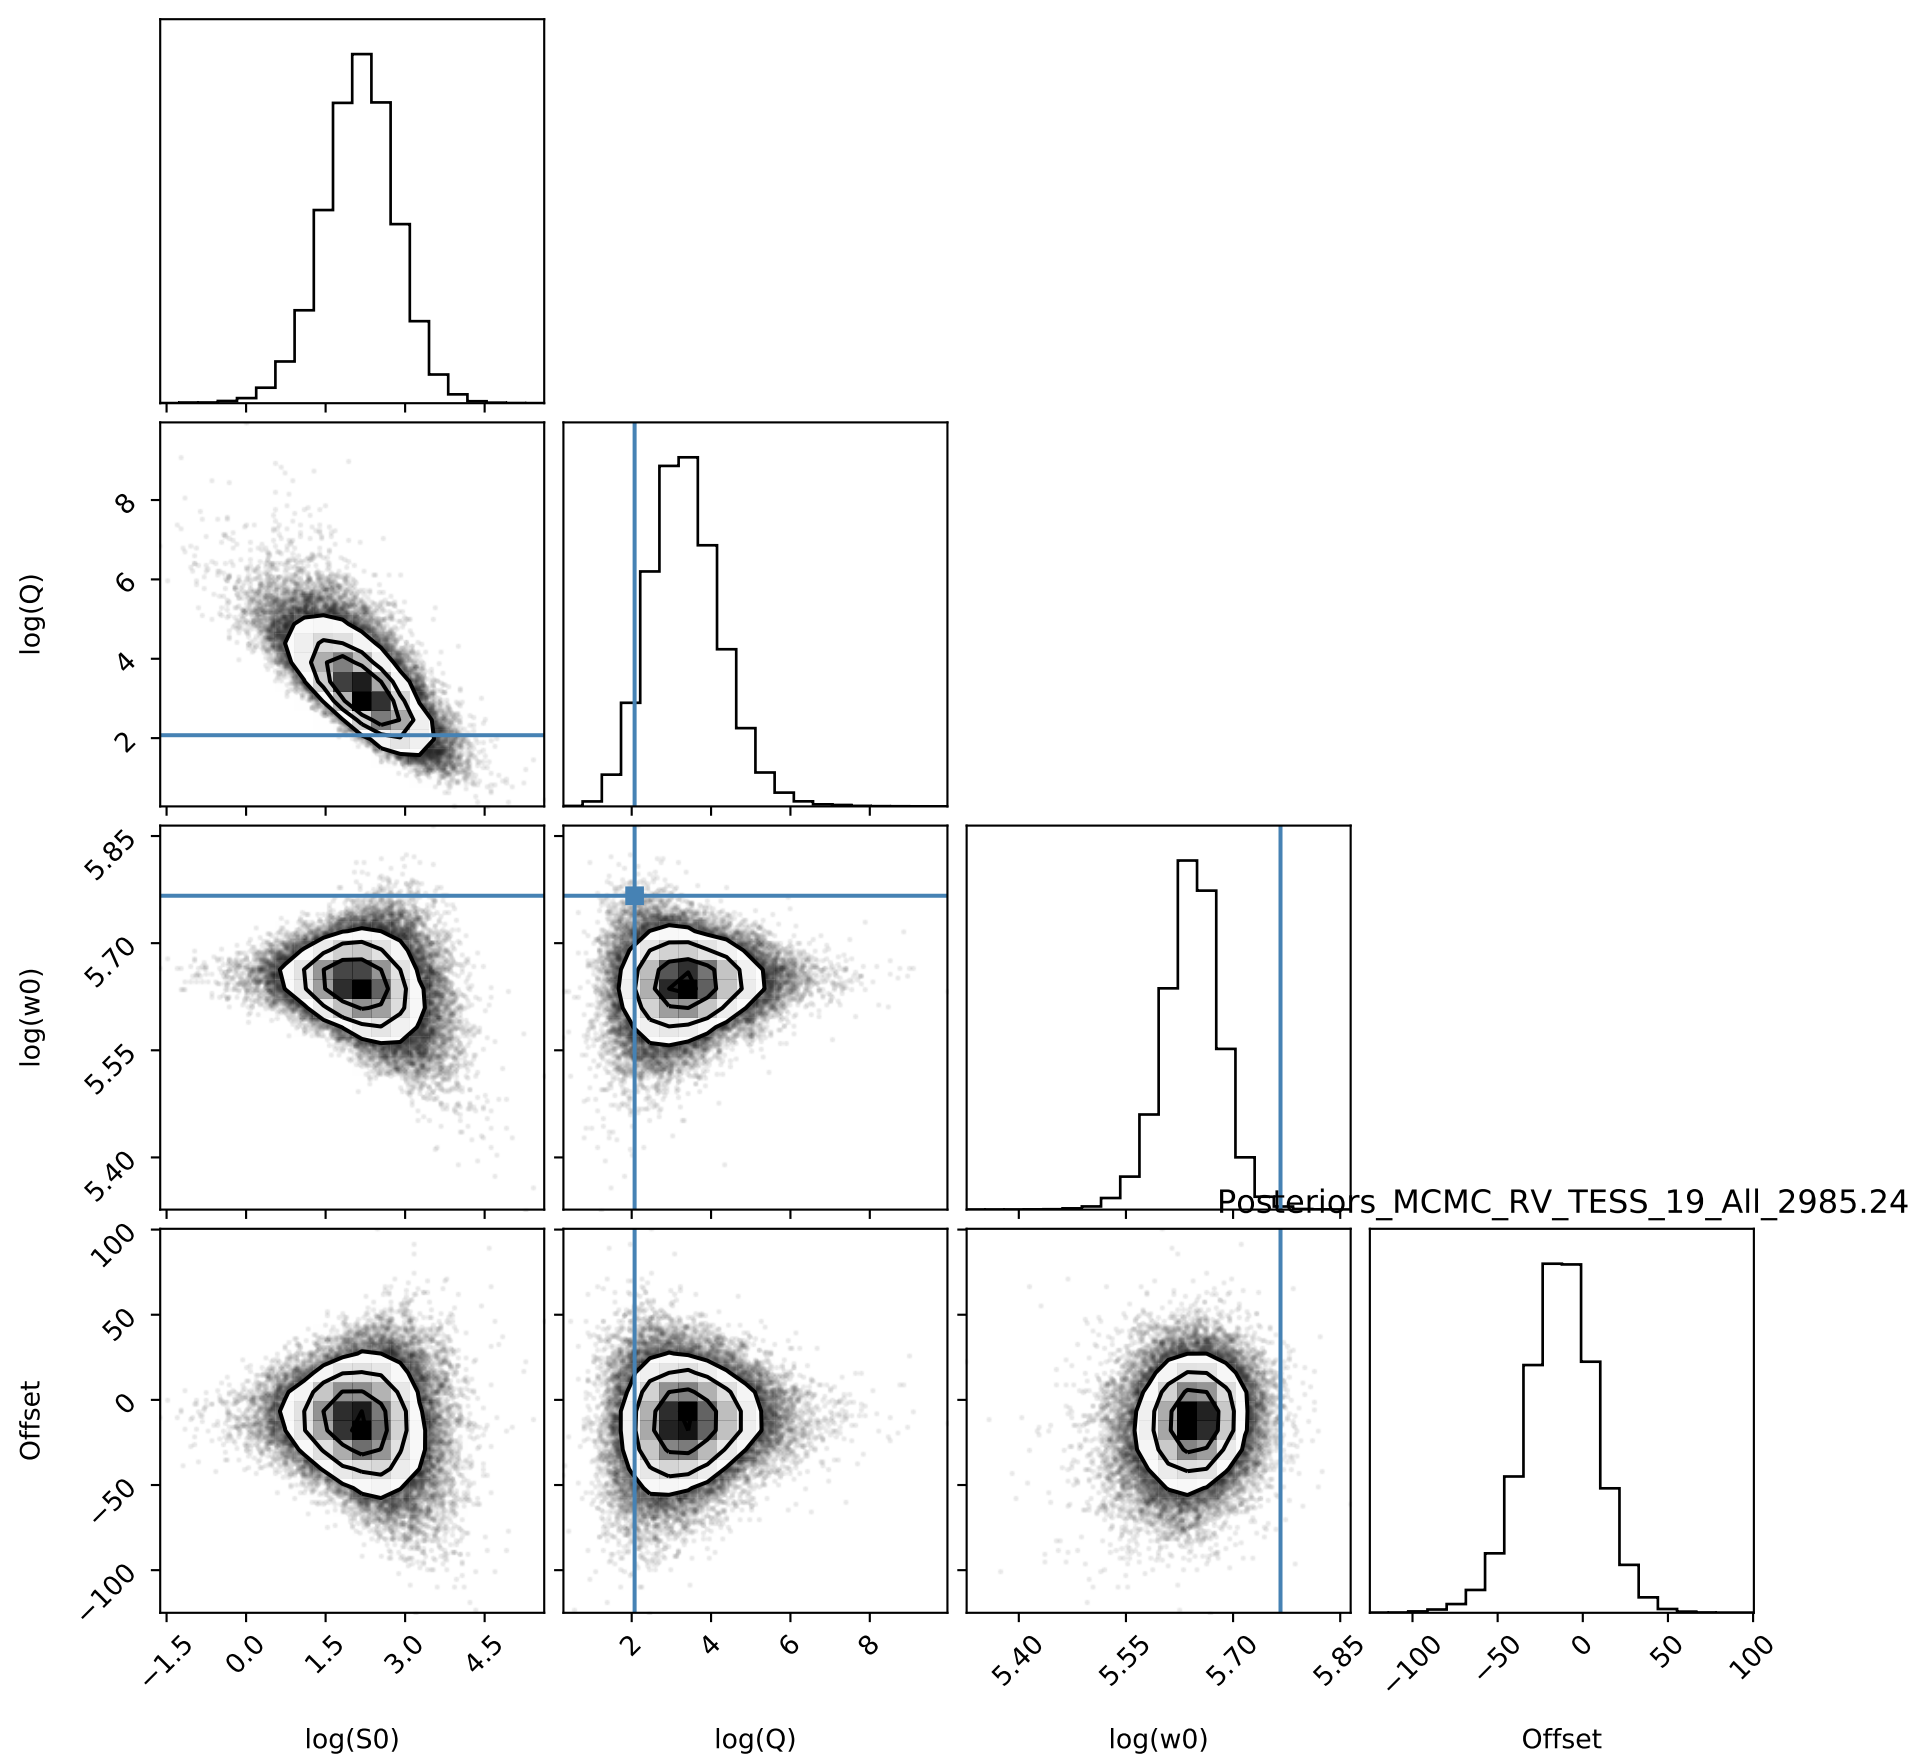 log(Q)
8
6
4
2
log(w0)
5.85
5.70
5.55
5.40
Posteriors_MCMC_RV_TESS_19_All_2985.24
Offset
100
50
0
−50
−100
−1.5 0.0 1.5 3.0 4.5
2 4 6 8
5.40 5.55 5.70 5.85
−100 −50 0 50 100
log(S0)
log(Q)
log(w0)
Offset